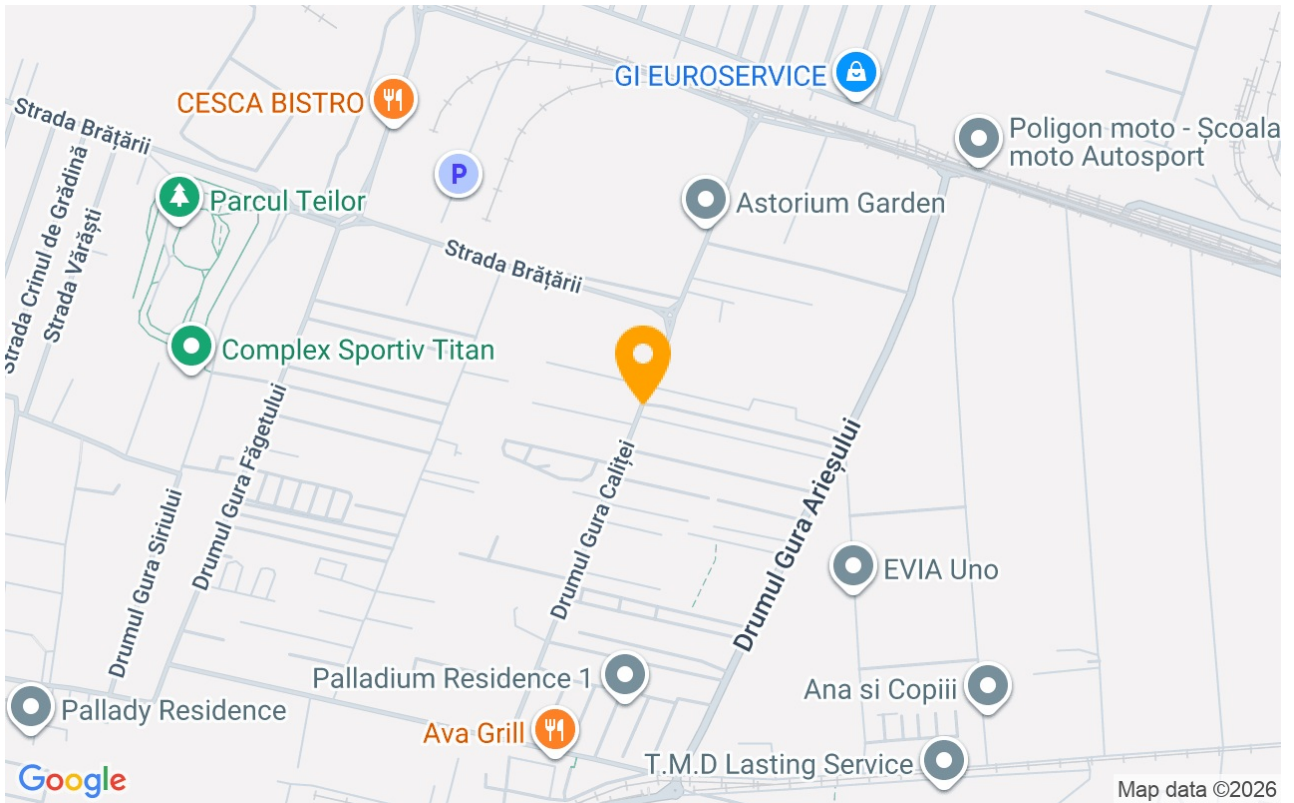 GI EUROSERVICE
CESCA BISTRO
Strada Brățării
Poligon moto - Școala
moto Autosport
P
Parcul Teilor
Astorium Garden
Strada Crinul de Grădină
Strada Vărăști
Strada Brățării
Complex Sportiv Titan
Drumul Gura Făgetului
Drumul Gura Caliței
Drumul Gura Arieșului
Drumul Gura Siriului
EVIA Uno
Palladium Residence 1
Ana si Copiii
Pallady Residence
Ava Grill
T.M.D Lasting Service
Google
Map data ©2026